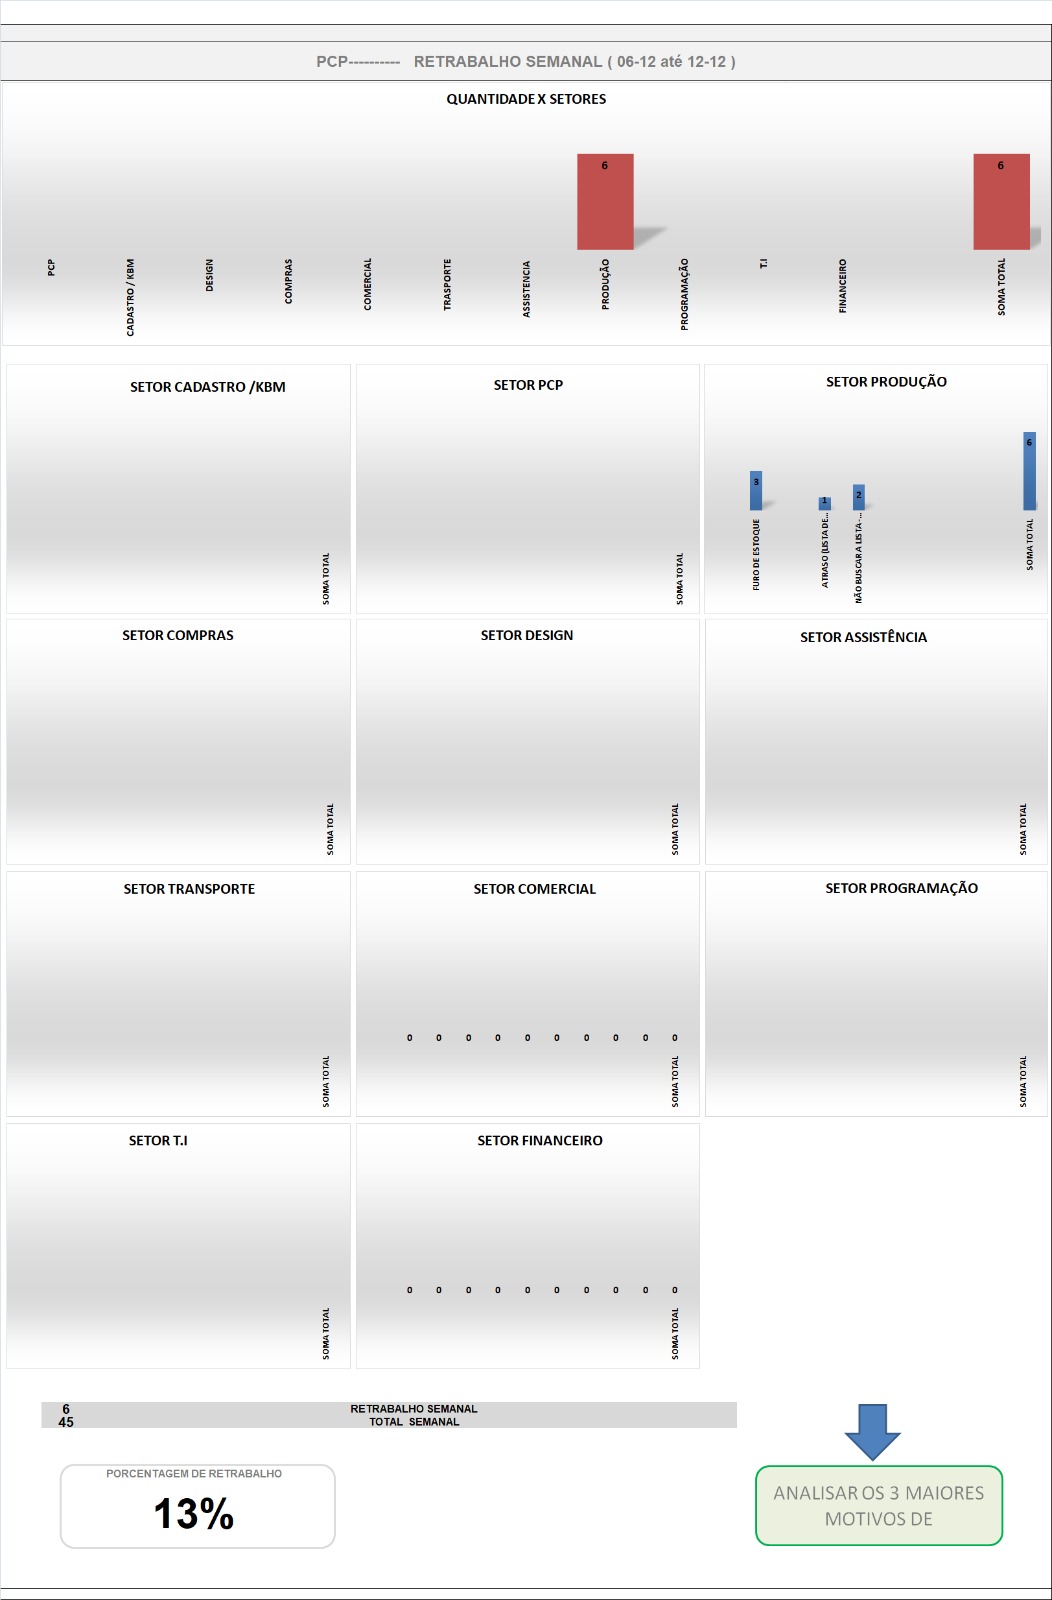 PCP---------- RETRABALHO SEMANAL ( 06-12 até 12-12 )
QUANTIDADE X SETORES
6
6
PCP
CADASTRO / KBM
DESIGN
COMPRAS
COMERCIAL
TRASPORTE
ASSISTENCIA
PRODUÇÃO
PROGRAMAÇÃO
T.I
FINANCEIRO
SOMA TOTAL
SETOR CADASTRO /KBM
SOMA TOTAL
SETOR PCP
SOMA TOTAL
SETOR PRODUÇÃO
3
1
2
6
FURO DE ESTOQUE
ATRASO (LISTA DE...
NÃO BUSCAR A LISTA -...
SOMA TOTAL
SETOR COMPRAS
SOMA TOTAL
SETOR DESIGN
SOMA TOTAL
SETOR ASSISTÊNCIA
SOMA TOTAL
SETOR TRANSPORTE
SOMA TOTAL
SETOR COMERCIAL
0 0 0 0 0 0 0 0 0 0
SOMA TOTAL
SETOR PROGRAMAÇÃO
SOMA TOTAL
SETOR T.I
SOMA TOTAL
SETOR FINANCEIRO
0 0 0 0 0 0 0 0 0 0
SOMA TOTAL
6 RETRABALHO SEMANAL
45 TOTAL SEMANAL
PORCENTAGEM DE RETRABALHO
13%
ANALISAR OS 3 MAIORES
MOTIVOS DE